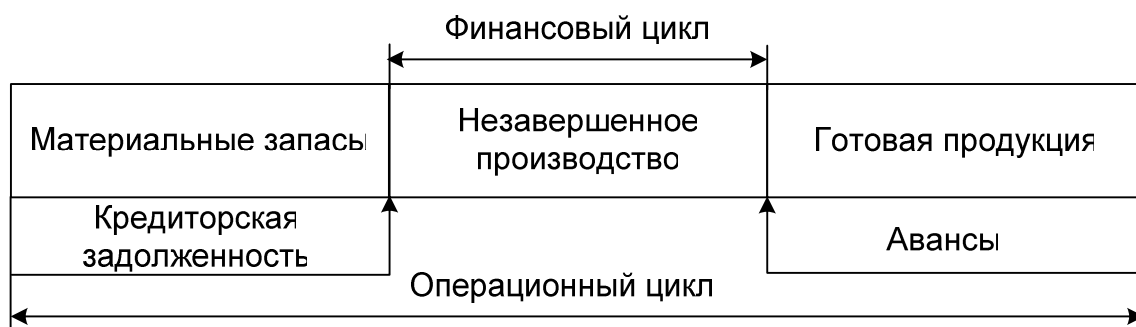 Финансовый цикл
Материальные запасы
Незавершенное
производство
Готовая продукция
Кредиторская
задолженность
Авансы
Операционный цикл